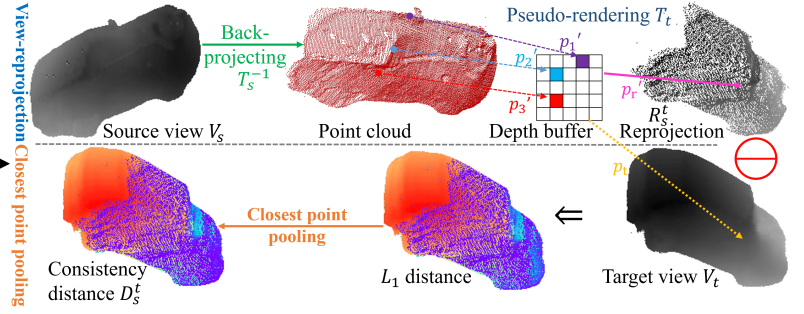 View-reprojection
Closest point pooling
Back-
projecting
$T_s^{-1}$
Source view $V_s$
Point cloud
Pseudo-rendering $T_t$
$p_1'$
$p_2'$
$p_3'$
Depth buffer
$p_r'$
$R_s^t$
Reprojection
$p_t$
Closest point
pooling
Consistency
distance $D_s^t$
$L_1$ distance
⇐
Target view $V_t$